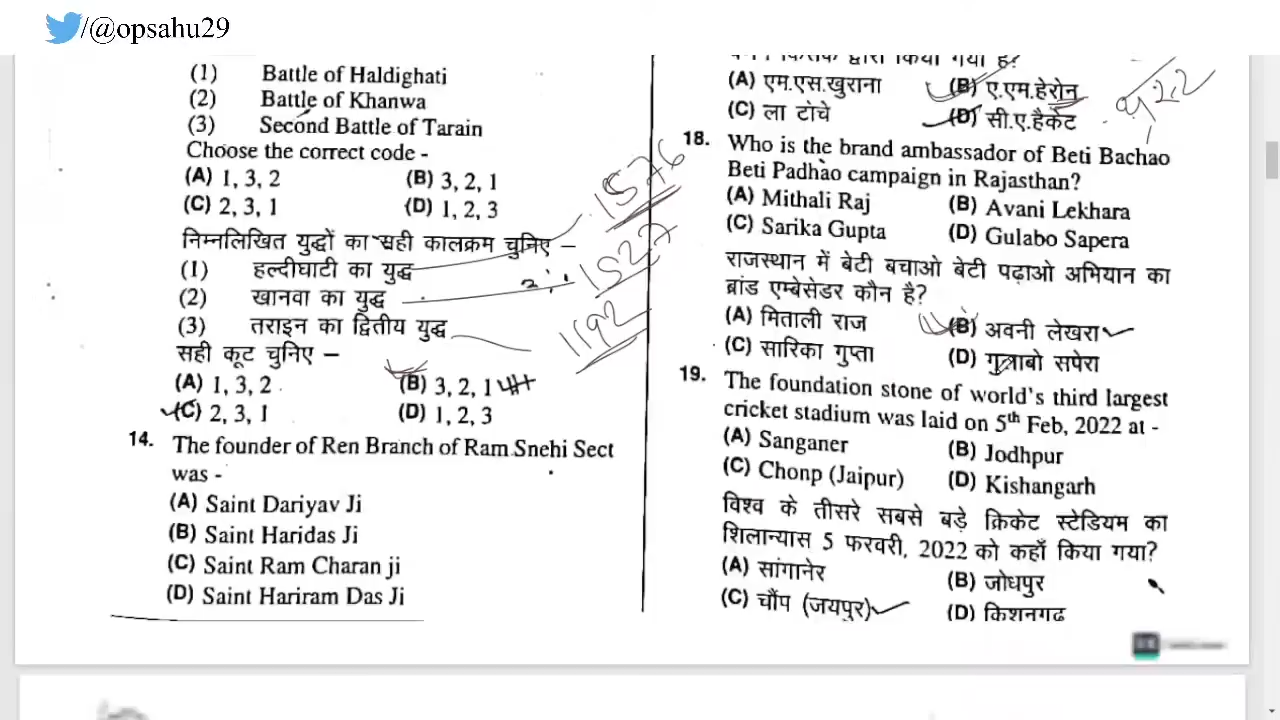 /@opsahu29
(1) Battle of Haldighati
(2) Battle of Khanwa
(3) Second Battle of Tarain
Choose the correct code -
(A) 1, 3, 2 (B) 3, 2, 1
(C) 2, 3, 1 (D) 1, 2, 3
निम्नलिखित युद्धों का सही कालक्रम चुनिए –
(1) हल्दीघाटी का युद्ध
(2) खानवा का युद्ध
(3) तराइन का द्वितीय युद्ध
सही कूट चुनिए –
(A) 1, 3, 2 (B) 3, 2, 1
(C) 2, 3, 1 (D) 1, 2, 3
1576
1527
1192
14. The founder of Ren Branch of Ram Snehi Sect
was -
(A) Saint Dariyav Ji
(B) Saint Haridas Ji
(C) Saint Ram Charan ji
(D) Saint Hariram Das Ji
द्वारा किया गया है?
(A) एम.एस.खुराना (B) ए.एम.हेरोन
(C) ला टांचे (D) सी.ए.हैकेट
18. Who is the brand ambassador of Beti Bachao
Beti Padhao campaign in Rajasthan?
(A) Mithali Raj (B) Avani Lekhara
(C) Sarika Gupta (D) Gulabo Sapera
राजस्थान में बेटी बचाओ बेटी पढ़ाओ अभियान का
ब्रांड एम्बेसेडर कौन है?
(A) मिताली राज (B) अवनी लेखरा
(C) सारिका गुप्ता (D) गुलाबो सपेरा
19. The foundation stone of world's third largest
cricket stadium was laid on 5th Feb, 2022 at -
(A) Sanganer (B) Jodhpur
(C) Chonp (Jaipur) (D) Kishangarh
विश्व के तीसरे सबसे बड़े क्रिकेट स्टेडियम का
शिलान्यास 5 फरवरी, 2022 को कहाँ किया गया?
(A) सांगानेर (B) जोधपुर
(C) चौंप (जयपुर) (D) किशनगढ